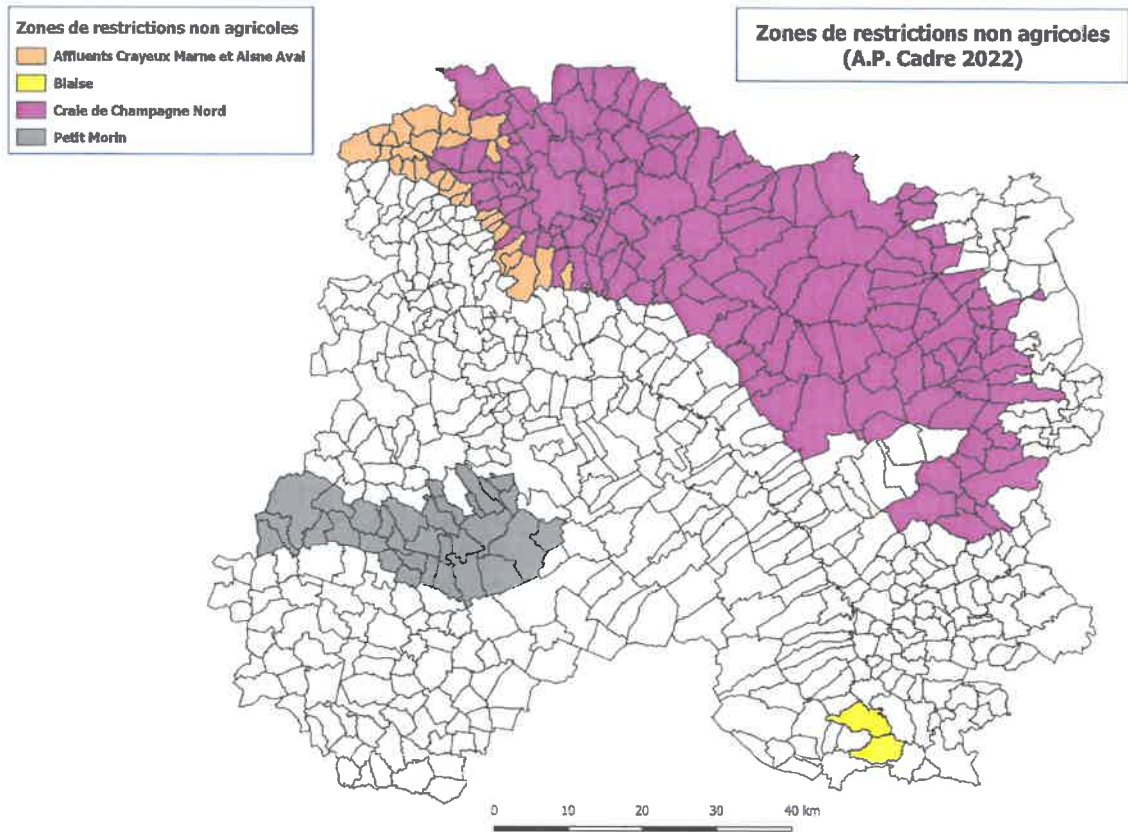 Zones de restrictions non agricoles
Affluents Crayeux Marne et Aisne Aval
Blaise
Craie de Champagne Nord
Petit Morin
Zones de restrictions non agricoles
(A.P. Cadre 2022)
0 10 20 30 40 km